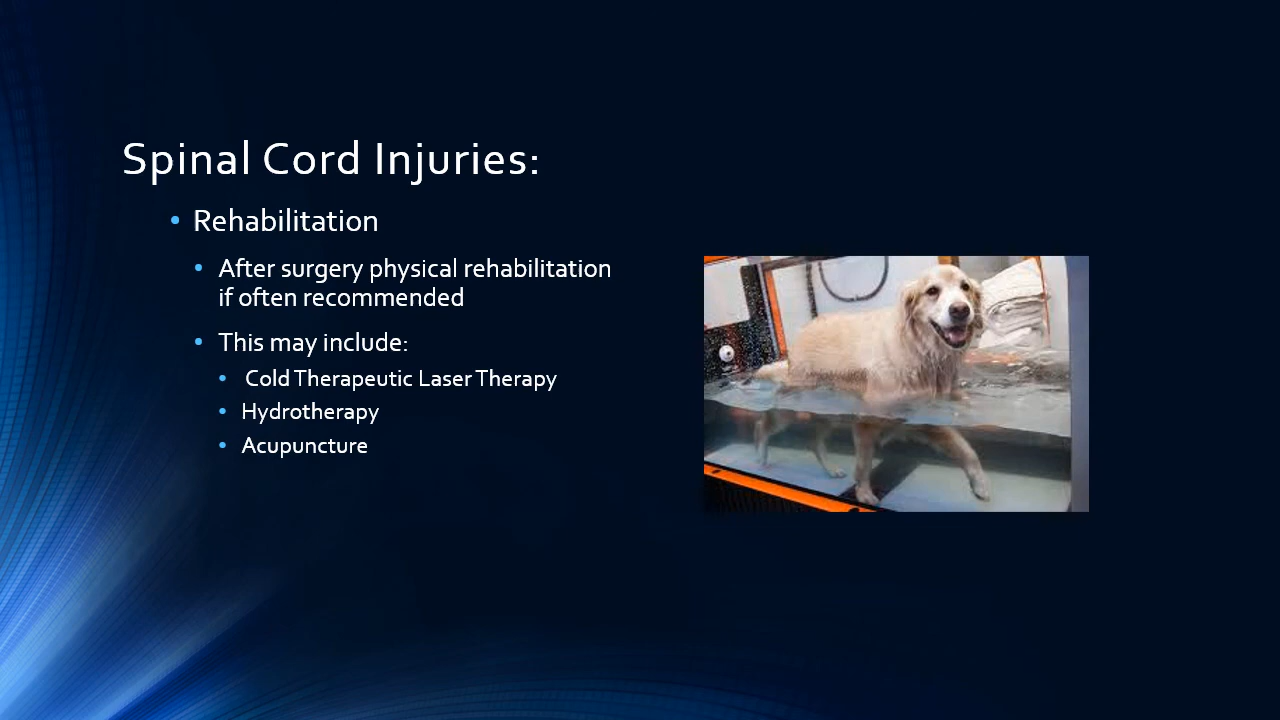 Spinal Cord Injuries:
• Rehabilitation
• After surgery physical rehabilitation
if often recommended
• This may include:
• Cold Therapeutic Laser Therapy
• Hydrotherapy
• Acupuncture